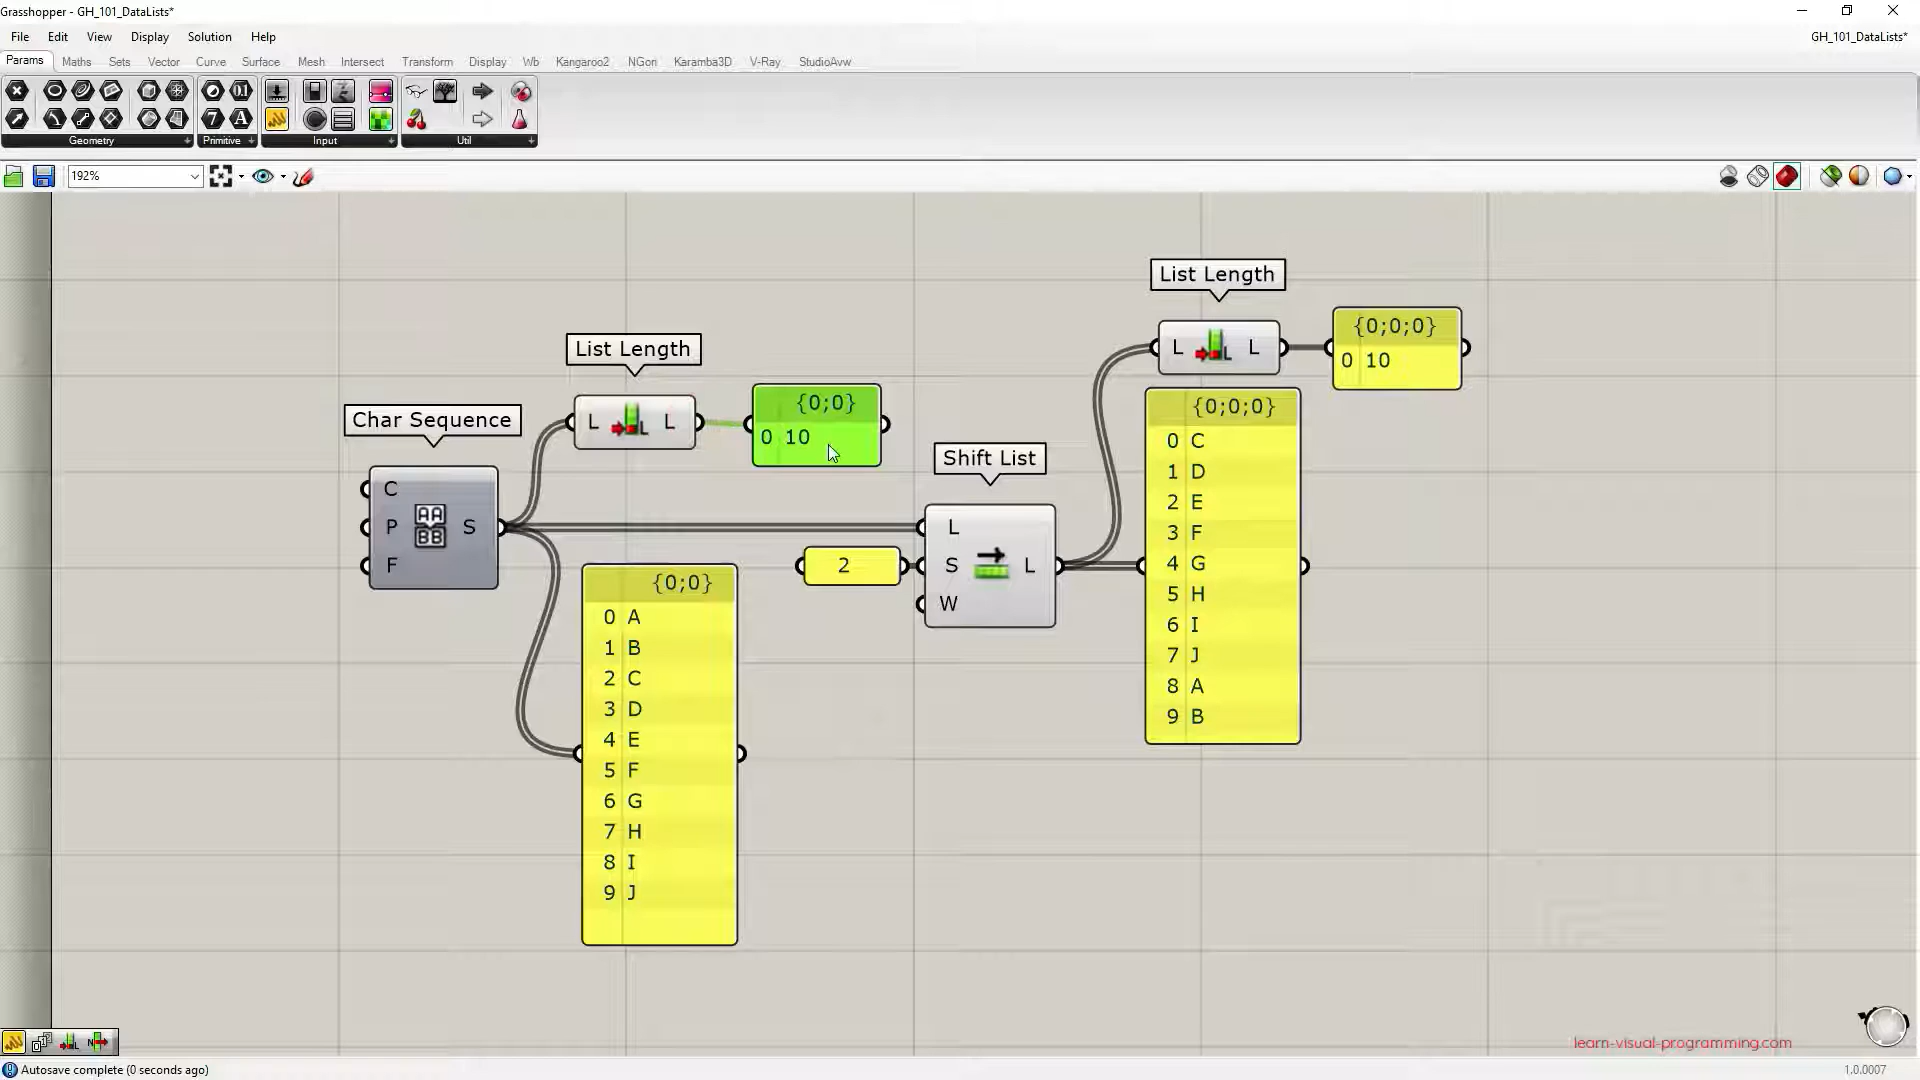 Grasshopper - GH_101_DataLists*
File Edit View Display Solution Help
GH_101_DataLists*
Params Maths Sets Vector Curve Surface Mesh Intersect Transform Display Wb Kangaroo2 NGon Karamba3D V-Ray StudioAvw
Geometry Primitive Input Util
192%
List Length
L L
{0;0;0}
0 10
List Length
L L
{0;0}
0 10
Char Sequence
C
P S
F
AA
BB
Shift List
L
S L
W
2
{0;0}
0 A
1 B
2 C
3 D
4 E
5 F
6 G
7 H
8 I
9 J
{0;0;0}
0 C
1 D
2 E
3 F
4 G
5 H
6 I
7 J
8 A
9 B
learn-visual-programming.com
Autosave complete (0 seconds ago)
1.0.0007